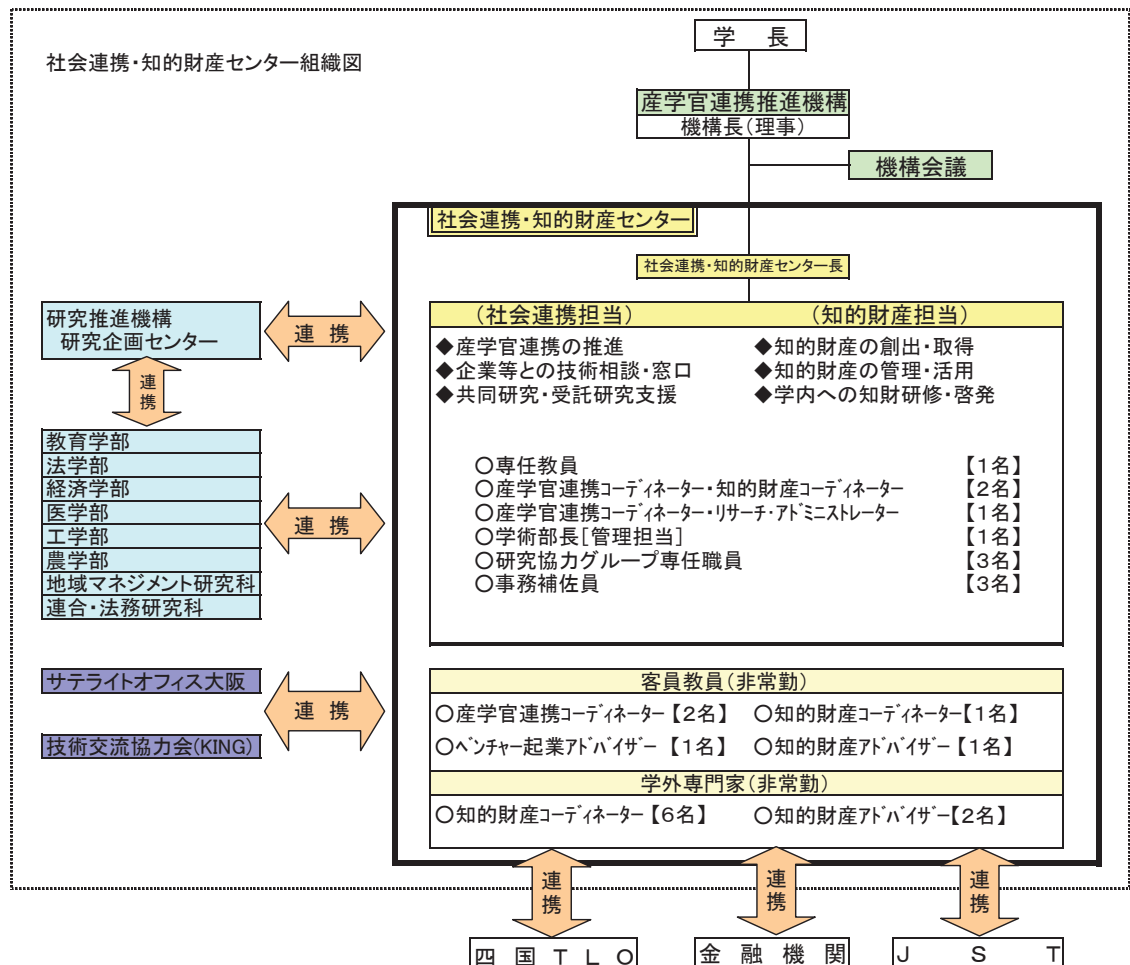 学　長
社会連携・知的財産センター組織図
産学官連携推進機構
機構長(理事)
機構会議
社会連携・知的財産センター
社会連携・知的財産センター長
研究推進機構
研究企画センター
連 携
連携
教育学部
法学部
経済学部
医学部
工学部
農学部
地域マネジメント研究科
連合・法務研究科
連 携
サテライトオフィス大阪
技術交流協力会(KING)
連 携
(社会連携担当)　(知的財産担当)
◆産学官連携の推進　◆知的財産の創出・取得
◆企業等との技術相談・窓口　◆知的財産の管理・活用
◆共同研究・受託研究支援　◆学内への知財研修・啓発
○専任教員　【1名】
○産学官連携ｺｰﾃﾞｨﾈｰﾀｰ・知的財産ｺｰﾃﾞｨﾈｰﾀｰ　【2名】
○産学官連携ｺｰﾃﾞｨﾈｰﾀｰ・ﾘｻｰﾁ・ｱﾄﾞﾐﾆｽﾄﾚｰﾀｰ　【1名】
○学術部長[管理担当]　【1名】
○研究協力グループ専任職員　【3名】
○事務補佐員　【3名】
客員教員(非常勤)
○産学官連携ｺｰﾃﾞｨﾈｰﾀｰ【2名】　○知的財産ｺｰﾃﾞｨﾈｰﾀｰ【1名】
○ﾍﾞﾝﾁｬｰ起業ｱﾄﾞﾊﾞｲｻﾞｰ 【1名】　○知的財産ｱﾄﾞﾊﾞｲｻﾞｰ 【1名】
学外専門家(非常勤)
○知的財産ｺｰﾃﾞｨﾈｰﾀｰ【6名】　○知的財産ｱﾄﾞﾊﾞｲｻﾞｰ【2名】
連携
連携
連携
四国TLO
金融機関
JST